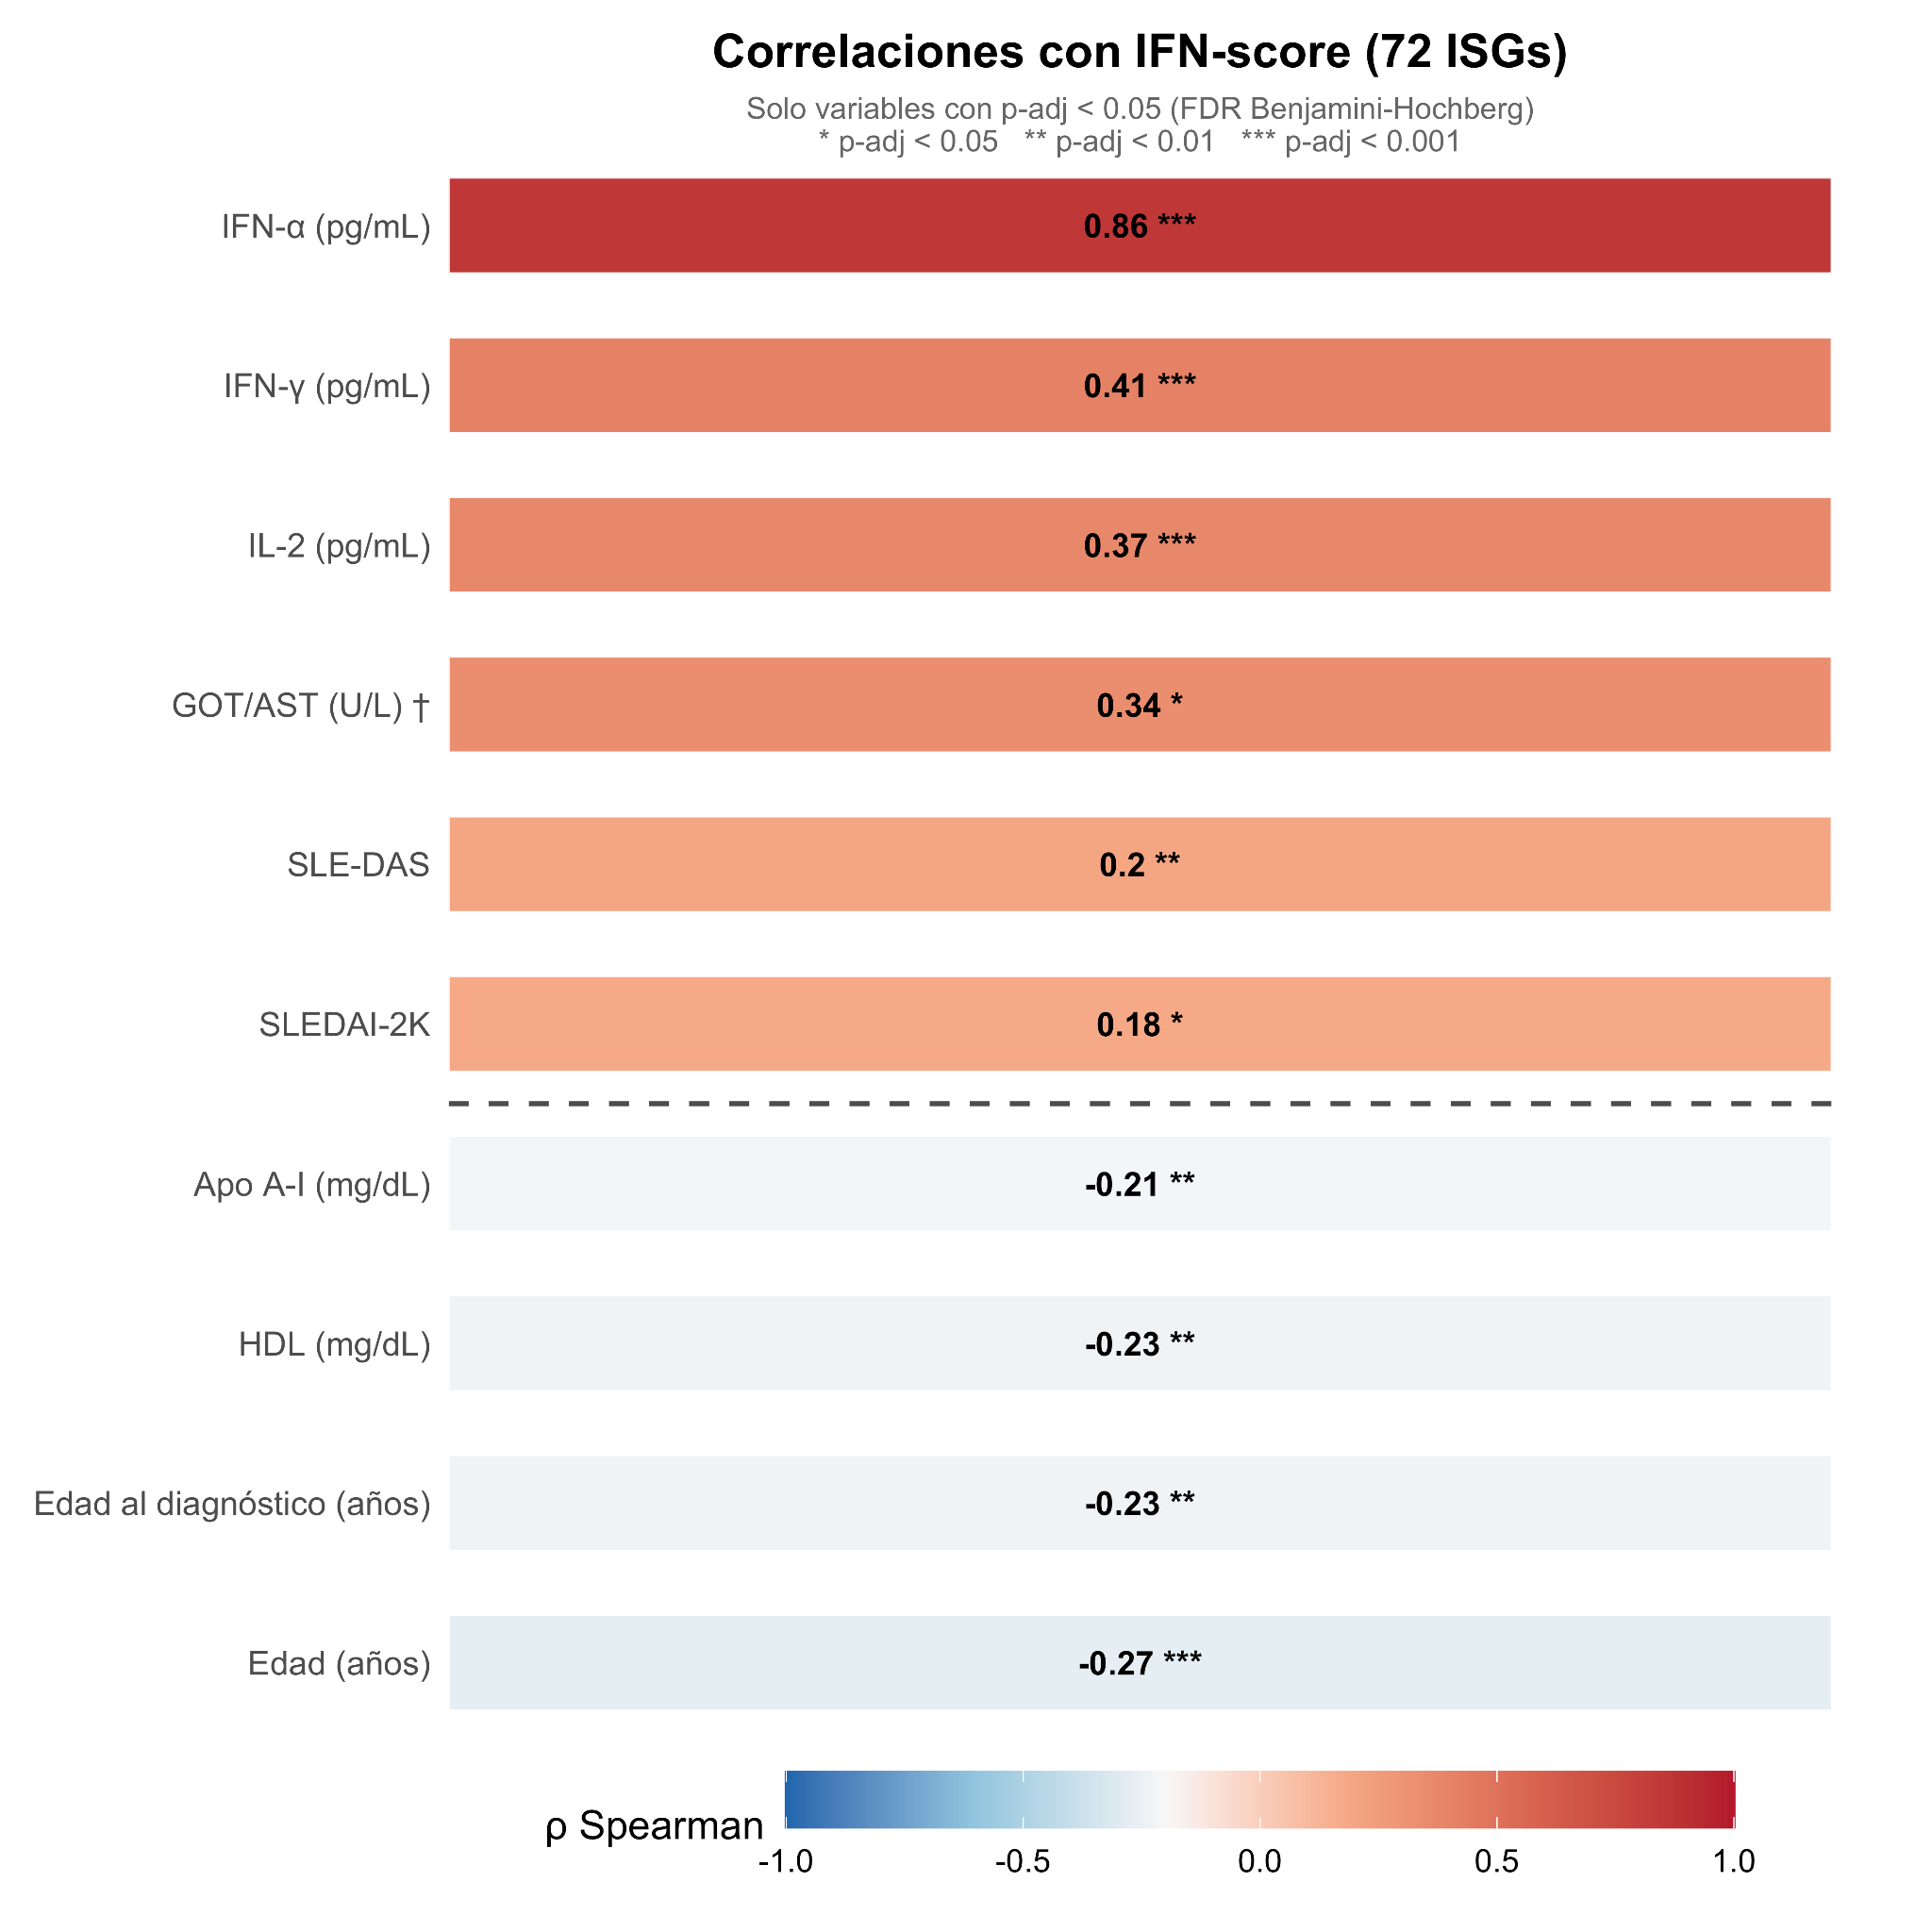 Correlaciones con IFN-score (72 ISGs)
Solo variables con p-adj < 0.05 (FDR Benjamini-Hochberg)
* p-adj < 0.05   ** p-adj < 0.01   *** p-adj < 0.001
IFN-α (pg/mL) 0.86 ***
IFN-γ (pg/mL) 0.41 ***
IL-2 (pg/mL) 0.37 ***
GOT/AST (U/L) † 0.34 *
SLE-DAS 0.2 **
SLEDAI-2K 0.18 *
Apo A-I (mg/dL) -0.21 **
HDL (mg/dL) -0.23 **
Edad al diagnóstico (años) -0.23 **
Edad (años) -0.27 ***
ρ Spearman
-1.0 -0.5 0.0 0.5 1.0